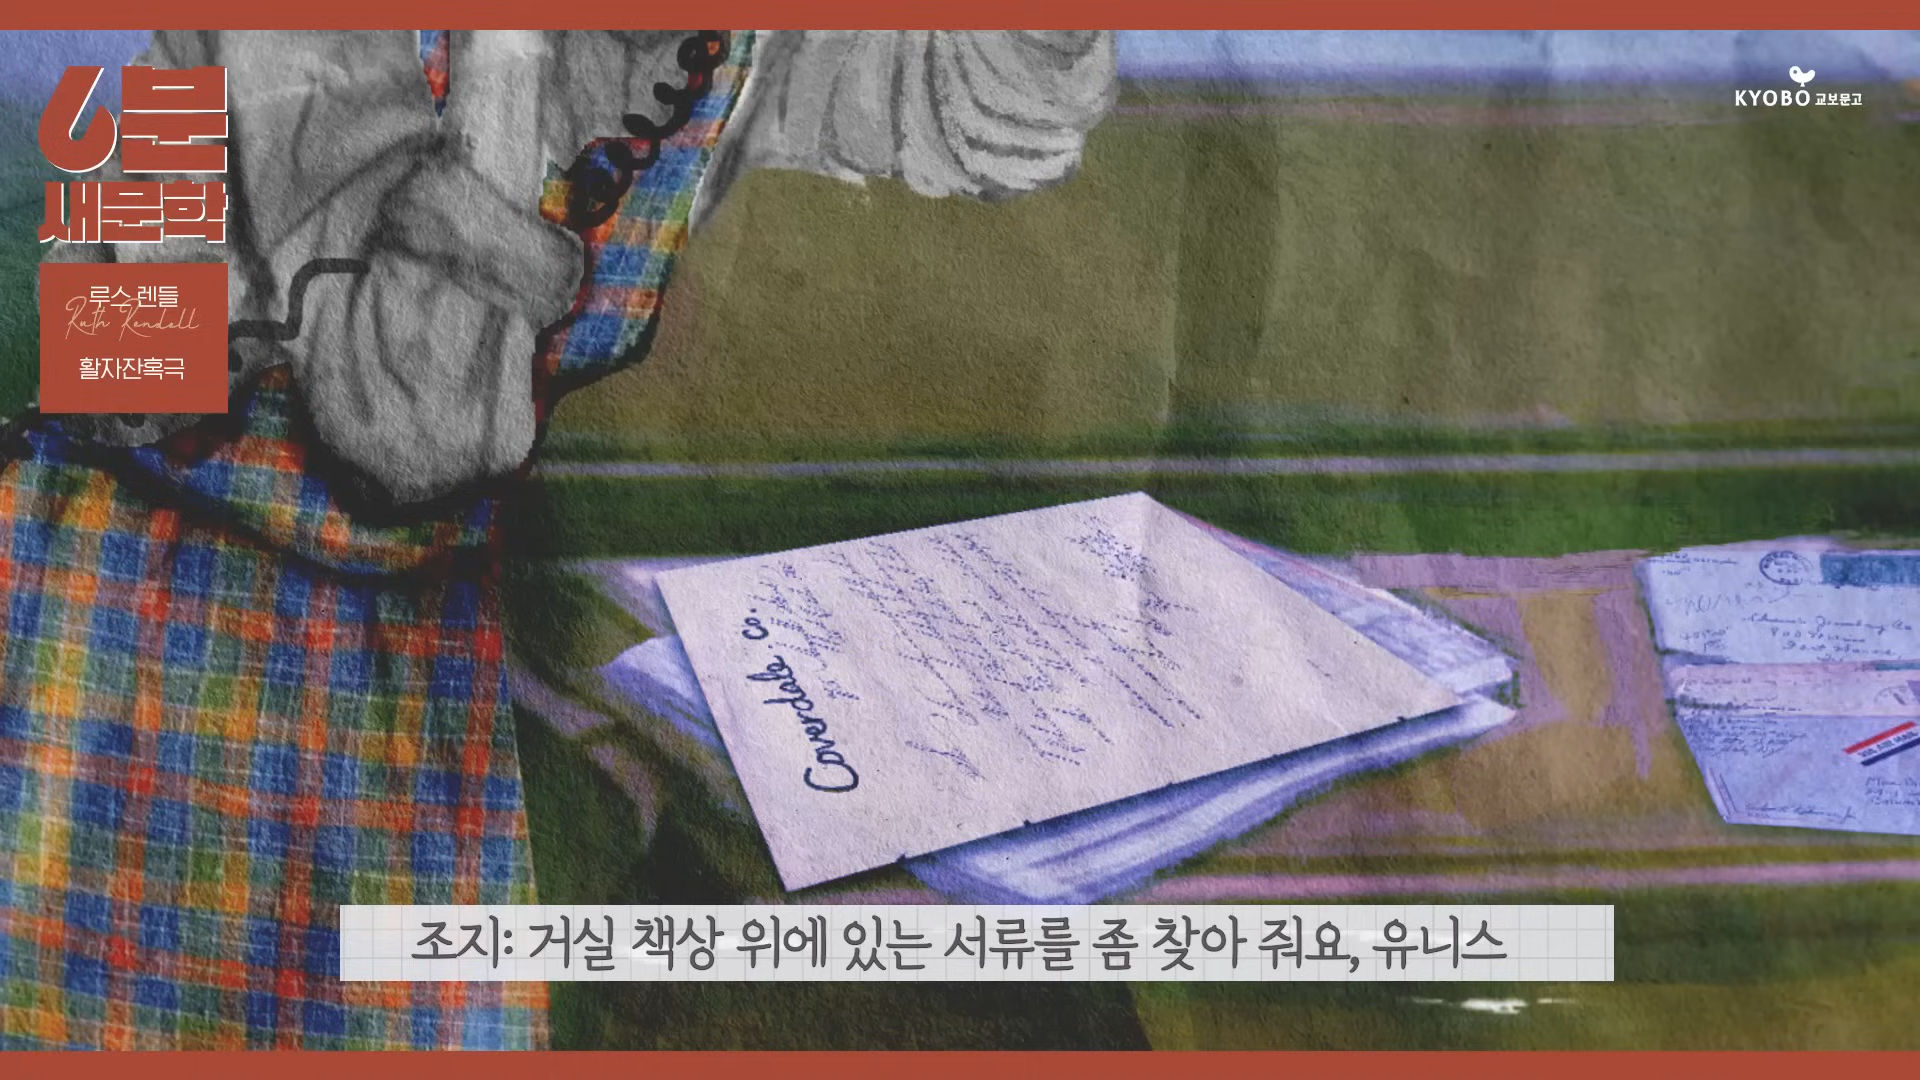 6분
새문학
루스 렌들
Ruth Rendell
활자잔혹극
KYOBO 교보문고
Coverdale. co.
조지: 거실 책상 위에 있는 서류를 좀 찾아 줘요, 유니스